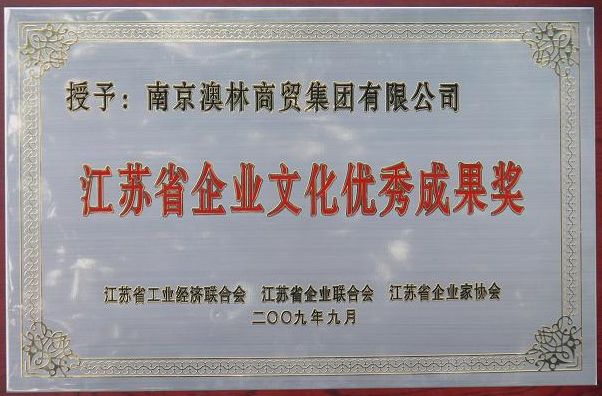 授予：南京澳林商贸集团有限公司
江苏省企业文化优秀成果奖
江苏省工业经济联合会 江苏省企业联合会 江苏省企业家协会
二〇〇九年九月